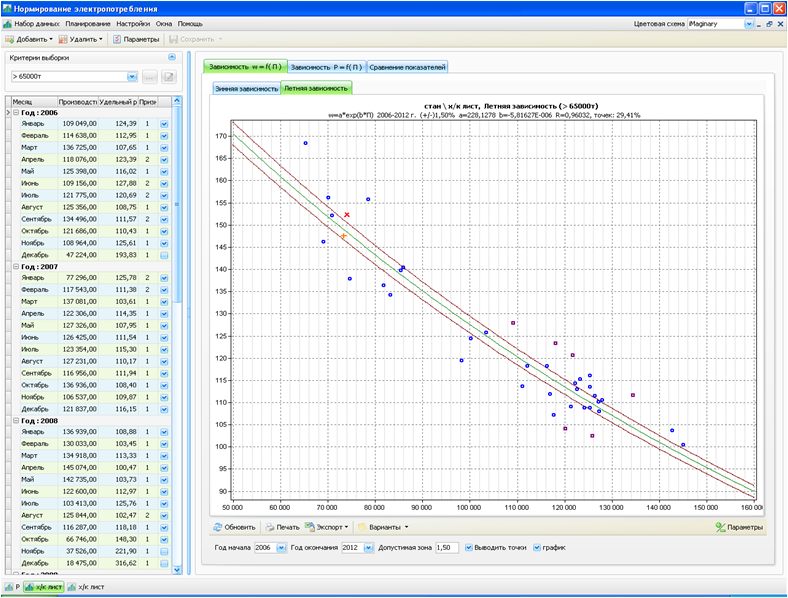 Нормирование электропотребления
Набор данных Планирование Настройки Окна Помощь Цветовая схема iMaginary
Добавить Удалить Параметры Сохранить
Критерии выборки
> 65000т
Зависимость w = f( П ) Зависимость P = f( П ) Сравнение показателей
Зимняя зависимость Летняя зависимость
Месяц Производст Удельный р Призн
Год : 2006
Январь 109 049,00 124,39 1
Февраль 114 638,00 112,95 1
Март 136 725,00 107,65 1
Апрель 118 076,00 123,39 2
Май 125 398,00 116,02 1
Июнь 109 156,00 127,88 2
Июль 121 775,00 120,69 2
Август 125 356,00 108,75 1
Сентябрь 134 496,00 111,57 2
Октябрь 121 686,00 110,43 1
Ноябрь 108 964,00 125,61 1
Декабрь 47 224,00 193,83 1
Год : 2007
Январь 77 296,00 125,78 2
Февраль 117 543,00 111,38 2
Март 137 081,00 103,61 1
Апрель 122 306,00 114,35 1
Май 127 326,00 107,95 1
Июнь 126 425,00 111,54 1
Июль 123 354,00 115,30 1
Август 127 231,00 110,17 1
Сентябрь 116 956,00 111,94 1
Октябрь 136 936,00 108,40 1
Ноябрь 106 537,00 109,87 1
Декабрь 121 837,00 116,15 1
Год : 2008
Январь 136 939,00 108,88 1
Февраль 130 033,00 103,45 1
Март 134 918,00 113,33 1
Апрель 145 074,00 100,47 1
Май 142 735,00 103,73 1
Июнь 122 600,00 112,97 1
Июль 103 413,00 125,76 1
Август 125 844,00 102,47 2
Сентябрь 116 287,00 118,18 1
Октябрь 66 746,00 148,30 1
Ноябрь 37 526,00 221,90 1
Декабрь 18 475,00 316,62 1
стан \ х/к лист, Летняя зависимость (> 65000т)
w=a*exp(b*П) 2006-2012 г. (+/-)1,50% a=228,1278 b=-5,81627E-006 R=0,96032, точек: 29,41%
170
165
160
155
150
145
140
135
130
125
120
115
110
105
100
95
90
50 000 60 000 70 000 80 000 90 000 100 000 110 000 120 000 130 000 140 000 150 000 160 000
Обновить Печать Экспорт Варианты Параметры
Год начала 2006 Год окончания 2012 Допустимая зона 1,50 Выводить точки график
P х/к лист х/к лист